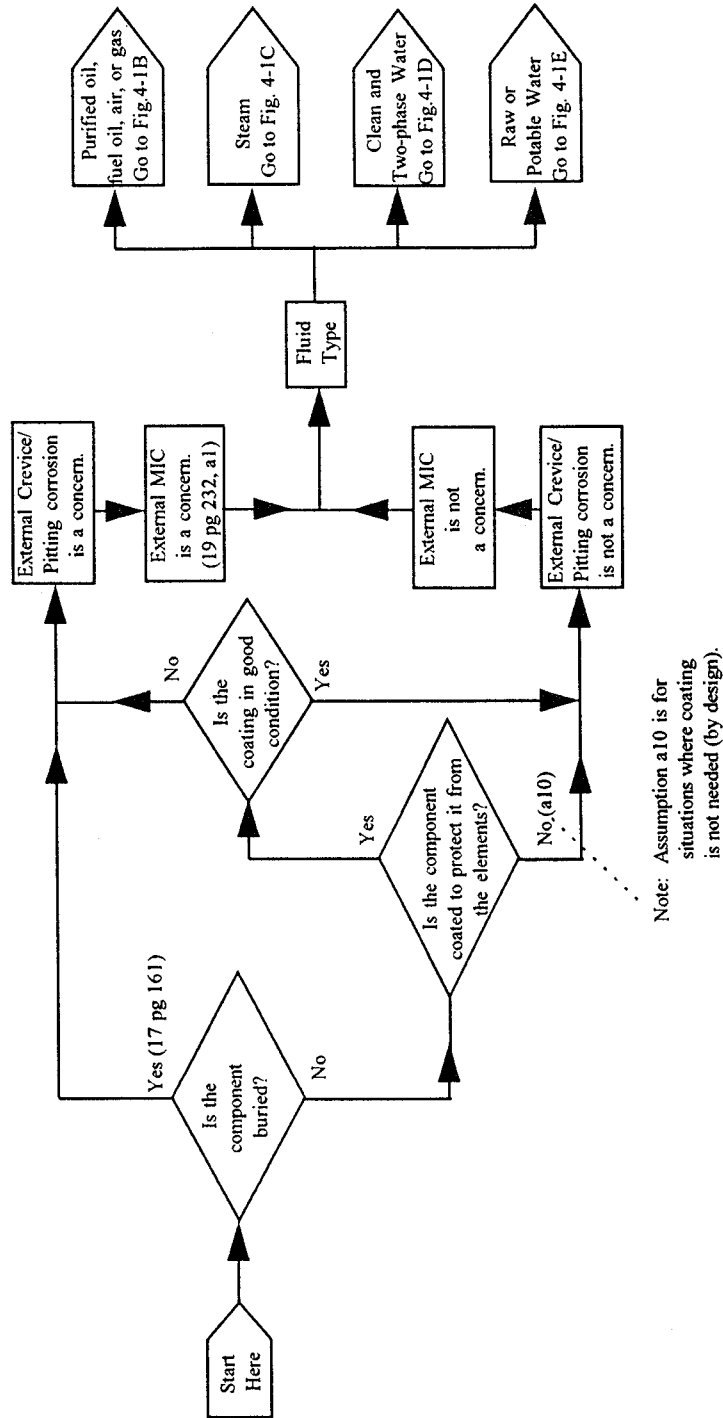 Start
Here
Is the
component
buried?
Yes (17 pg 161)
No
Is the component
coated to protect it from
the elements?
Yes
No (a10)
Note: Assumption a10 is for
situations where coating
is not needed (by design).
Is the
coating in good
condition?
No
Yes
External Crevice/
Pitting corrosion
is a concern.
External MIC
is a concern.
(19 pg 232, a1)
External MIC
is not
a concern.
External Crevice/
Pitting corrosion
is not a concern.
Fluid
Type
Purified oil,
fuel oil, air, or gas
Go to Fig.4-1B
Steam
Go to Fig. 4-1C
Clean and
Two-phase Water
Go to Fig.4-1D
Raw or
Potable Water
Go to Fig. 4-1E